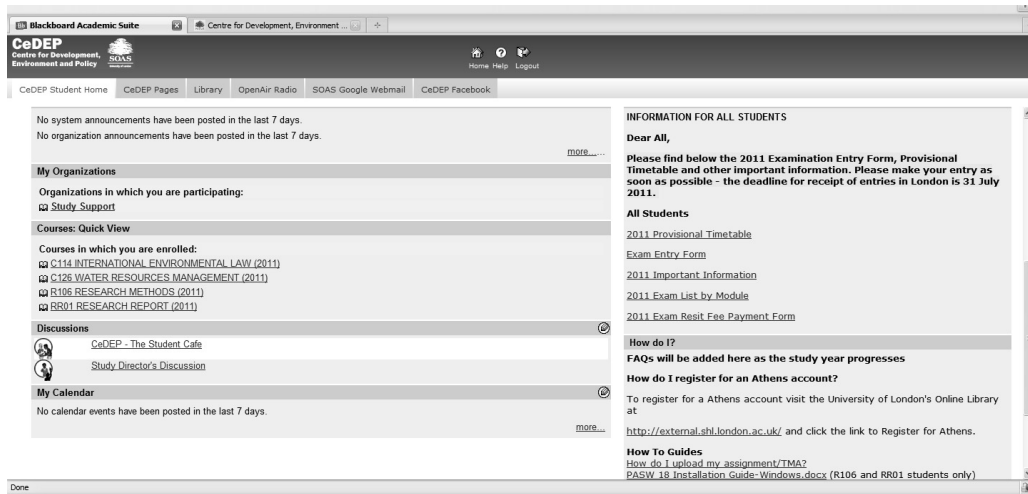 Blackboard Academic Suite
Centre for Development, Environment ...
CeDEP
Centre for Development,
Environment and Policy
SOAS
Home Help Logout
CeDEP Student Home CeDEP Pages Library OpenAir Radio SOAS Google Webmail CeDEP Facebook
No system announcements have been posted in the last 7 days.
No organization announcements have been posted in the last 7 days.
more.....
My Organizations
Organizations in which you are participating:
Study Support
Courses: Quick View
Courses in which you are enrolled:
C114 INTERNATIONAL ENVIRONMENTAL LAW (2011)
C126 WATER RESOURCES MANAGEMENT (2011)
R106 RESEARCH METHODS (2011)
RR01 RESEARCH REPORT (2011)
Discussions
CeDEP - The Student Cafe
Study Director's Discussion
My Calendar
No calendar events have been posted in the last 7 days.
more...
INFORMATION FOR ALL STUDENTS
Dear All,
Please find below the 2011 Examination Entry Form, Provisional
Timetable and other important information. Please make your entry as
soon as possible - the deadline for receipt of entries in London is 31 July
2011.
All Students
2011 Provisional Timetable
Exam Entry Form
2011 Important Information
2011 Exam List by Module
2011 Exam Resit Fee Payment Form
How do I?
FAQs will be added here as the study year progresses
How do I register for an Athens account?
To register for a Athens account visit the University of London's Online Library
at
http://external.shl.london.ac.uk/ and click the link to Register for Athens.
How To Guides
How do I upload my assignment/TMA?
PASW 18 Installation Guide-Windows.docx (R106 and RR01 students only)
Done